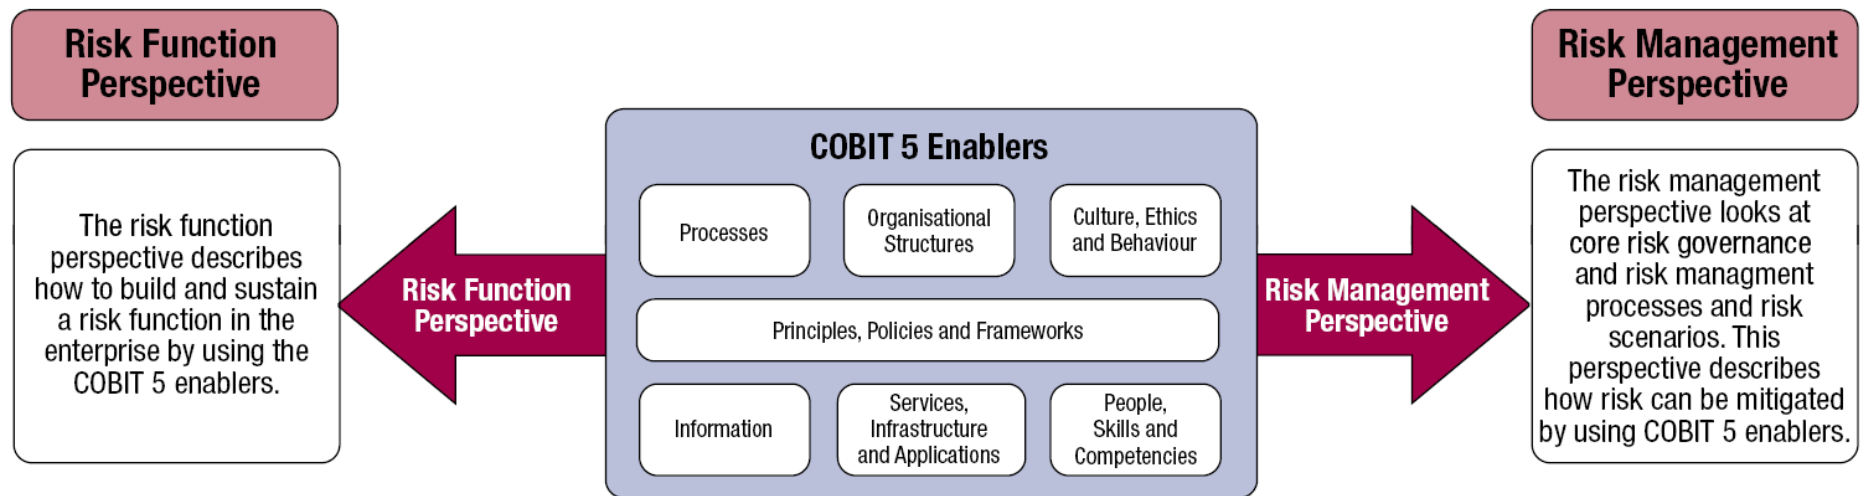 Risk Function
Perspective
The risk function
perspective describes
how to build and sustain
a risk function in the
enterprise by using the
COBIT 5 enablers.
Risk Function
Perspective
COBIT 5 Enablers
Processes
Organisational
Structures
Culture, Ethics
and Behaviour
Principles, Policies and Frameworks
Information
Services,
Infrastructure
and Applications
People,
Skills and
Competencies
Risk Management
Perspective
Risk Management
Perspective
The risk management
perspective looks at
core risk governance
and risk managment
processes and risk
scenarios. This
perspective describes
how risk can be mitigated
by using COBIT 5 enablers.